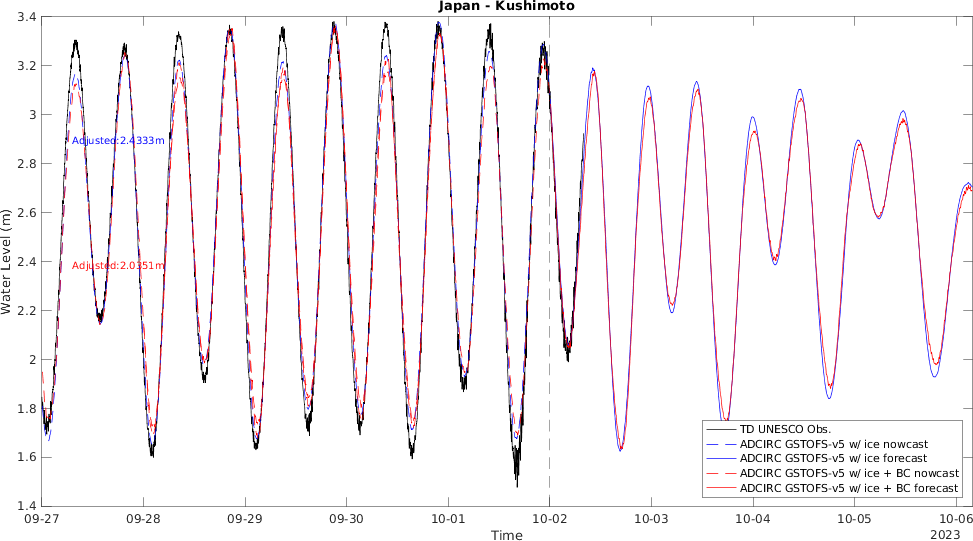 Japan - Kushimoto
3.4
3.2
3
2.8
2.6
2.4
2.2
2
1.8
1.6
1.4
Water Level (m)
Adjusted:2.4333m
Adjusted:2.0351m
TD UNESCO Obs.
ADCIRC GSTOFS-v5 w/ ice nowcast
ADCIRC GSTOFS-v5 w/ ice forecast
ADCIRC GSTOFS-v5 w/ ice + BC nowcast
ADCIRC GSTOFS-v5 w/ ice + BC forecast
09-27 09-28 09-29 09-30 10-01 10-02 10-03 10-04 10-05 10-06
2023
Time